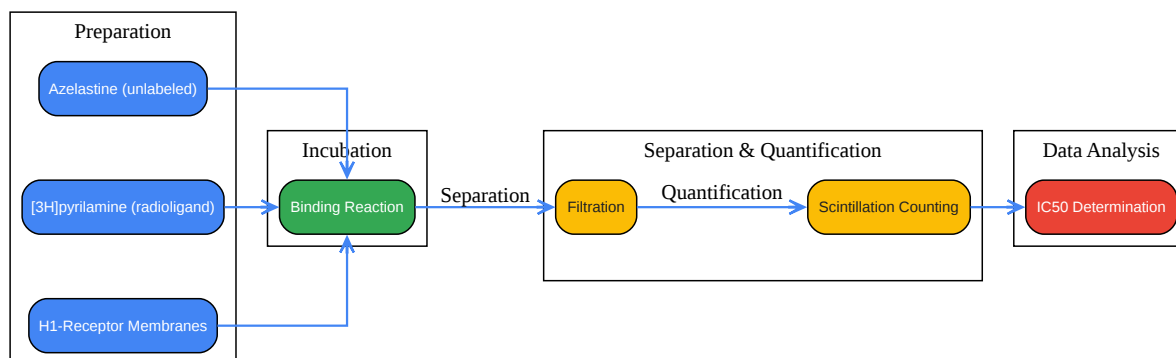 Preparation
Azelastine (unlabeled)
[3H]pyrilamine (radioligand)
H1-Receptor Membranes
Incubation
Binding Reaction
Separation
Separation & Quantification
Filtration
Quantification
Scintillation Counting
Data Analysis
IC50 Determination